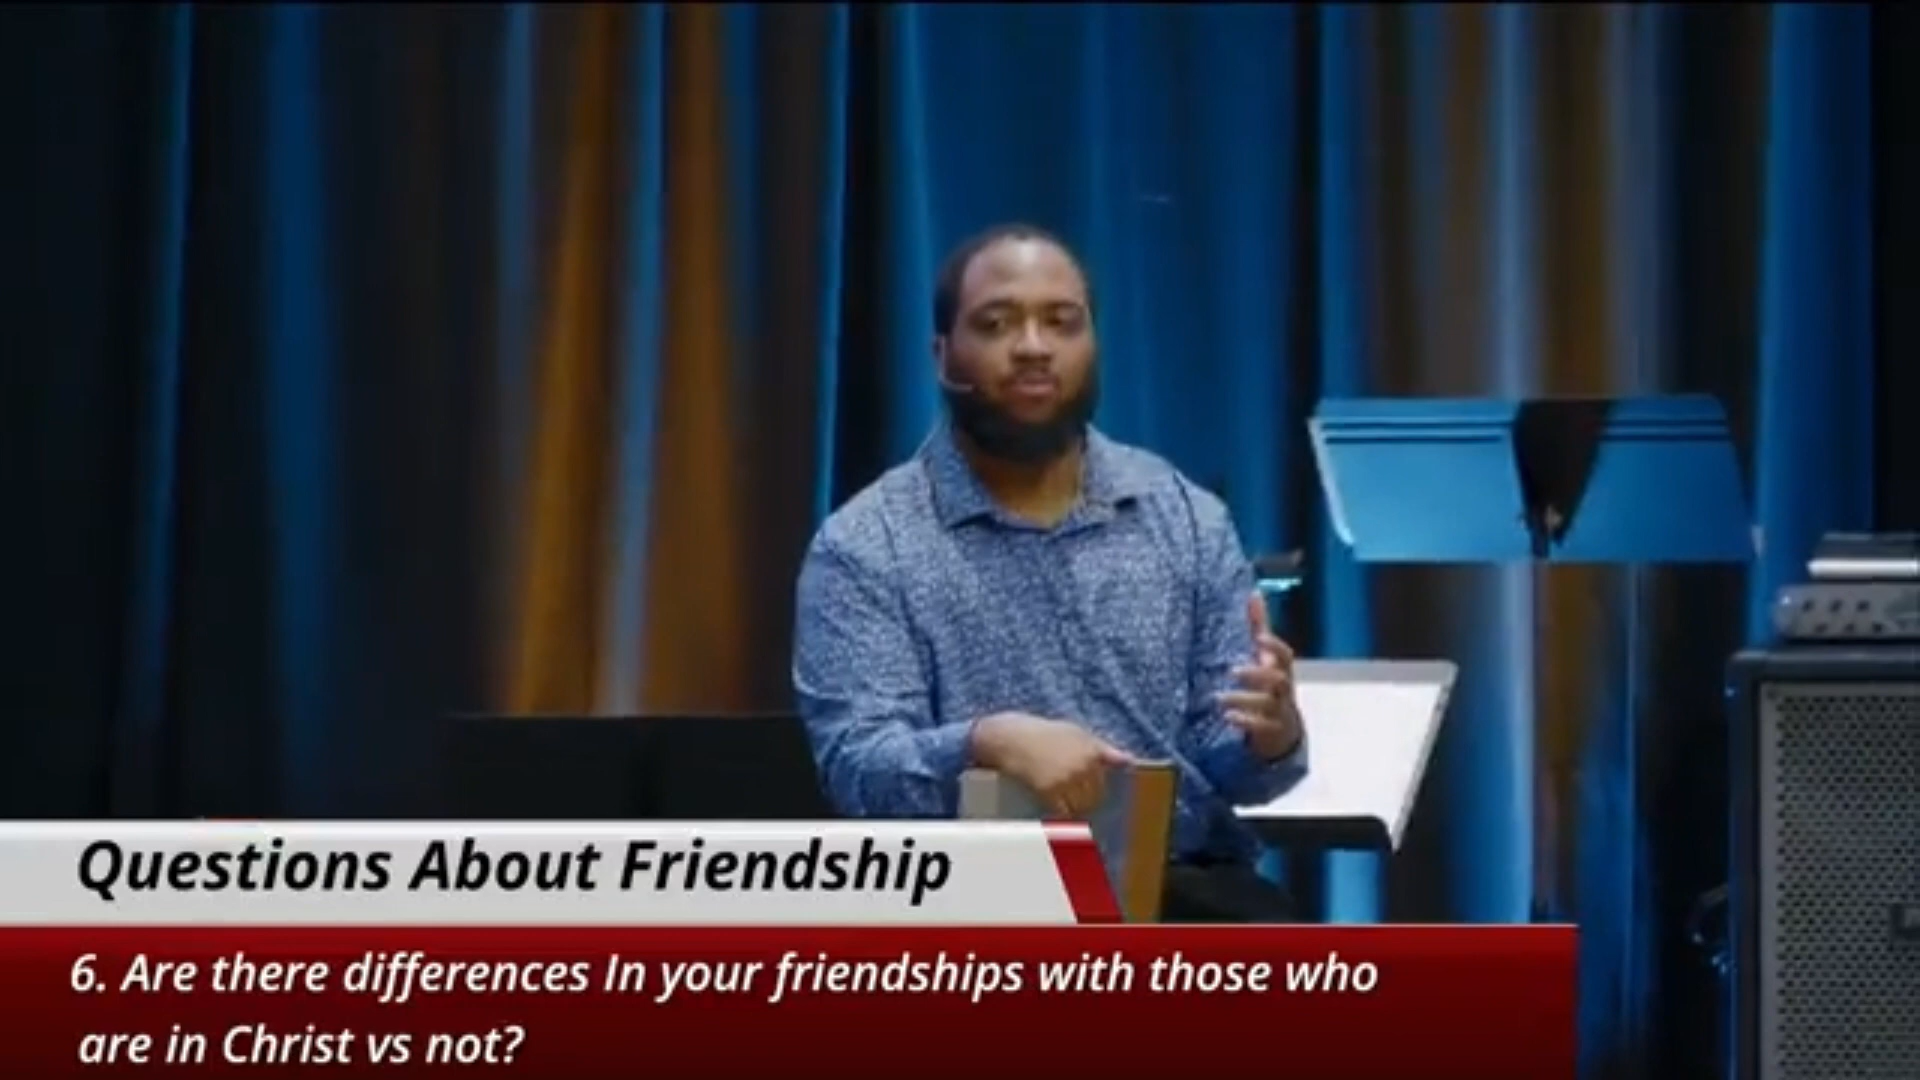 Questions About Friendship
6. Are there differences In your friendships with those who
are in Christ vs not?